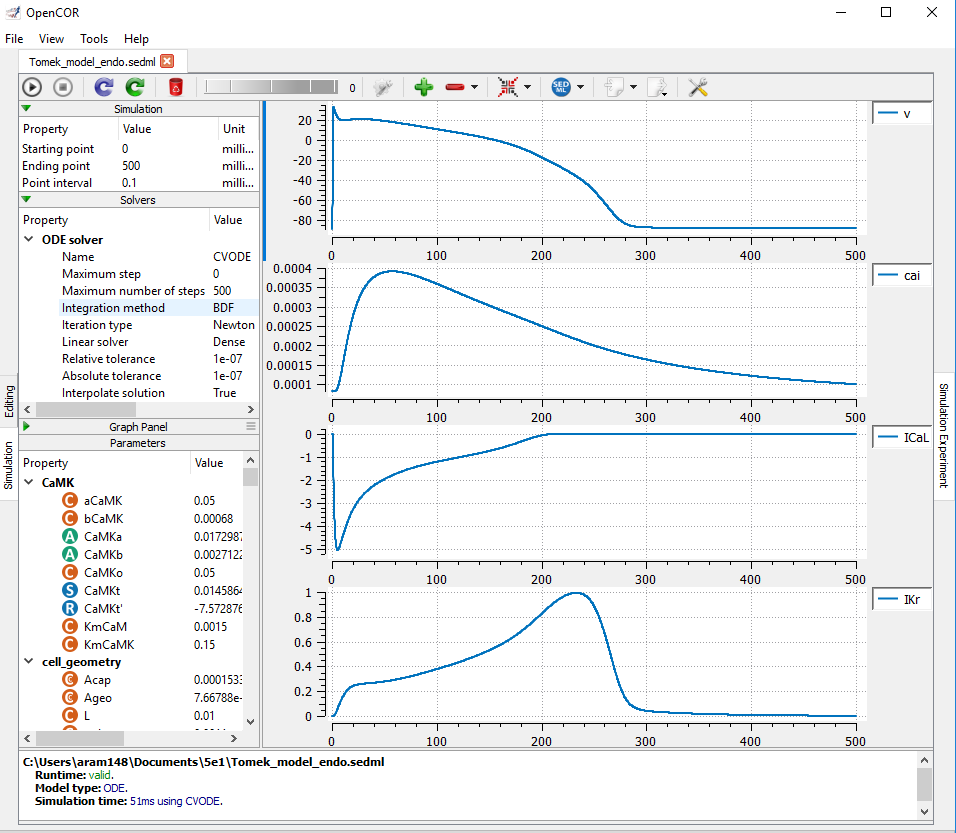 OpenCOR
File View Tools Help
Tomek_model_endo.sedml
0
SED ML
Simulation
Property Value Unit
Starting point 0 milli...
Ending point 500 milli...
Point interval 0.1 milli...
Solvers
Property Value
ODE solver
Name CVODE
Maximum step 0
Maximum number of steps 500
Integration method BDF
Iteration type Newton
Linear solver Dense
Relative tolerance 1e-07
Absolute tolerance 1e-07
Interpolate solution True
Graph Panel
Parameters
Property Value
CaMK
C aCaMK 0.05
C bCaMK 0.00068
A CaMKa 0.0172987
A CaMKb 0.0027122
C CaMKo 0.05
S CaMKt 0.0145864
R CaMKt' -7.572876
C KmCaM 0.0015
C KmCaMK 0.15
cell_geometry
C Acap 0.0001533
C Ageo 7.66788e-
C L 0.01
Editing
Simulation
20
0
-20
-40
-60
-80
0 100 200 300 400 500
v
0.0004
0.00035
0.0003
0.00025
0.0002
0.00015
0.0001
0 100 200 300 400 500
cai
0
-1
-2
-3
-4
-5
0 100 200 300 400 500
ICaL
1
0.8
0.6
0.4
0.2
0
0 100 200 300 400 500
IKr
Simulation Experiment
C:\Users\aram148\Documents\5e1\Tomek_model_endo.sedml
Runtime: valid.
Model type: ODE.
Simulation time: 51ms using CVODE.